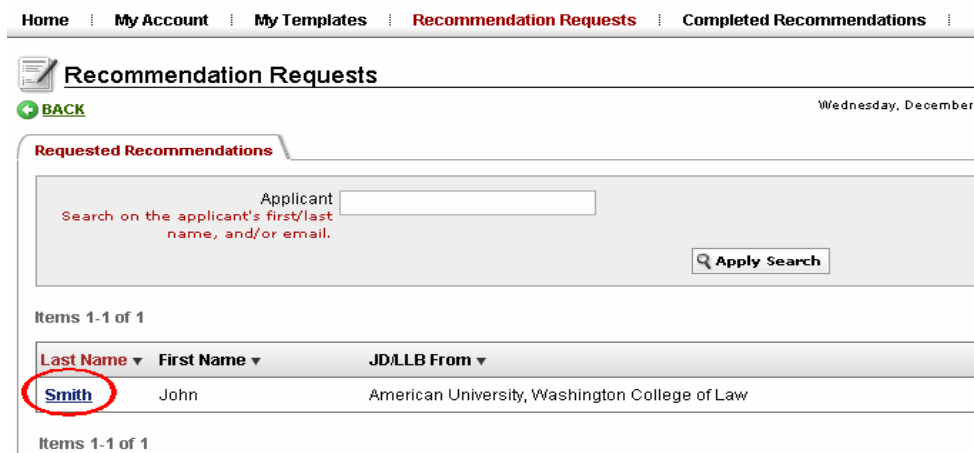 Home My Account My Templates Recommendation Requests Completed Recommendations
Recommendation Requests
BACK Wednesday, December
Requested Recommendations
Applicant
Search on the applicant's first/last
name, and/or email.
Apply Search
Items 1-1 of 1
Last Name First Name JD/LLB From
Smith John American University, Washington College of Law
Items 1-1 of 1